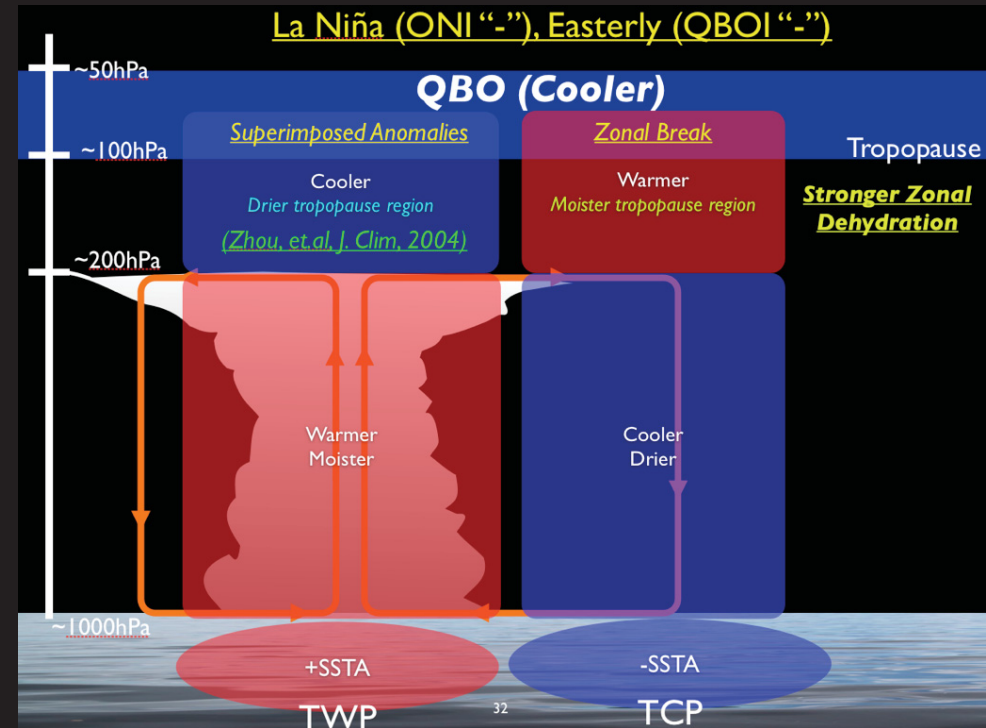 La Niña (ONI “-”), Easterly (QBOI “-”)
~50hPa
QBO (Cooler)
Superimposed Anomalies
Zonal Break
~100hPa
Tropopause
Cooler
Drier tropopause region
(Zhou, et.al, J. Clim, 2004)
Warmer
Moister tropopause region
Stronger Zonal
Dehydration
~200hPa
Warmer
Moister
Cooler
Drier
~1000hPa
+SSTA
-SSTA
TWP
32
TCP